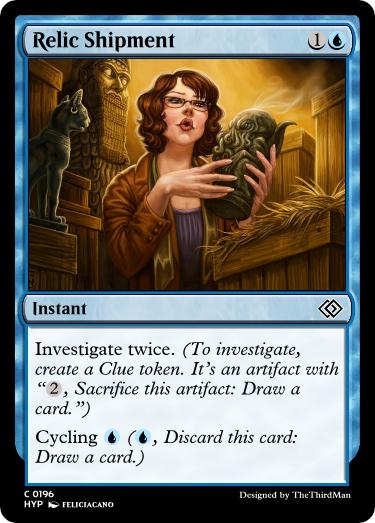 Relic Shipment 1
Instant
Investigate twice. (To investigate,
create a Clue token. It's an artifact with
“2, Sacrifice this artifact: Draw a
card.”)
Cycling (, Discard this card:
Draw a card.)
C 0196
HYP FELICIACANO
Designed by TheThirdMan